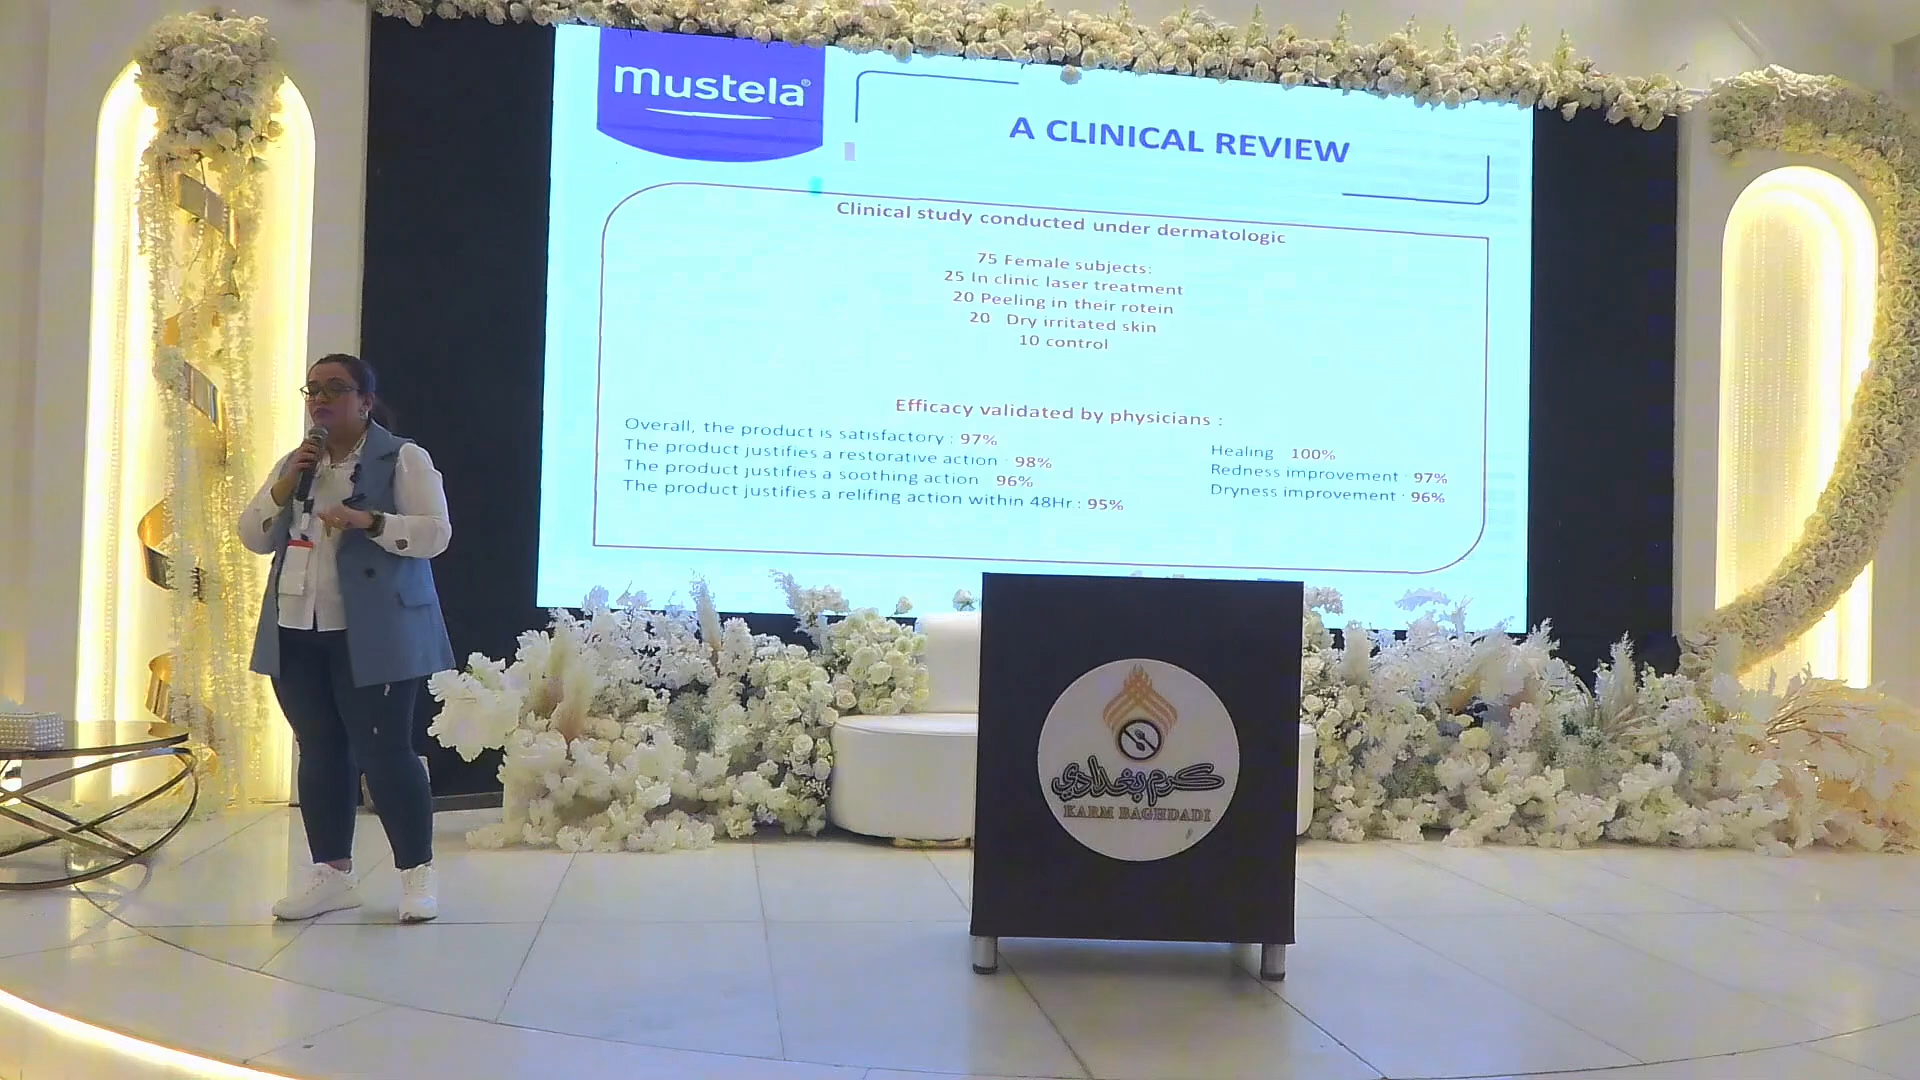 mustela®
A CLINICAL REVIEW
Clinical study conducted under dermatologic
75 Female subjects:
25 In clinic laser treatment
20 Peeling in their rotein
20 Dry irritated skin
10 control
Efficacy validated by physicians :
Overall, the product is satisfactory : 97%
The product justifies a restorative action : 98%
The product justifies a soothing action 96%
The product justifies a relifing action within 48Hr : 95%
Healing 100%
Redness improvement : 97%
Dryness improvement : 96%
كرم بغدادي
KARM BAGHDADI